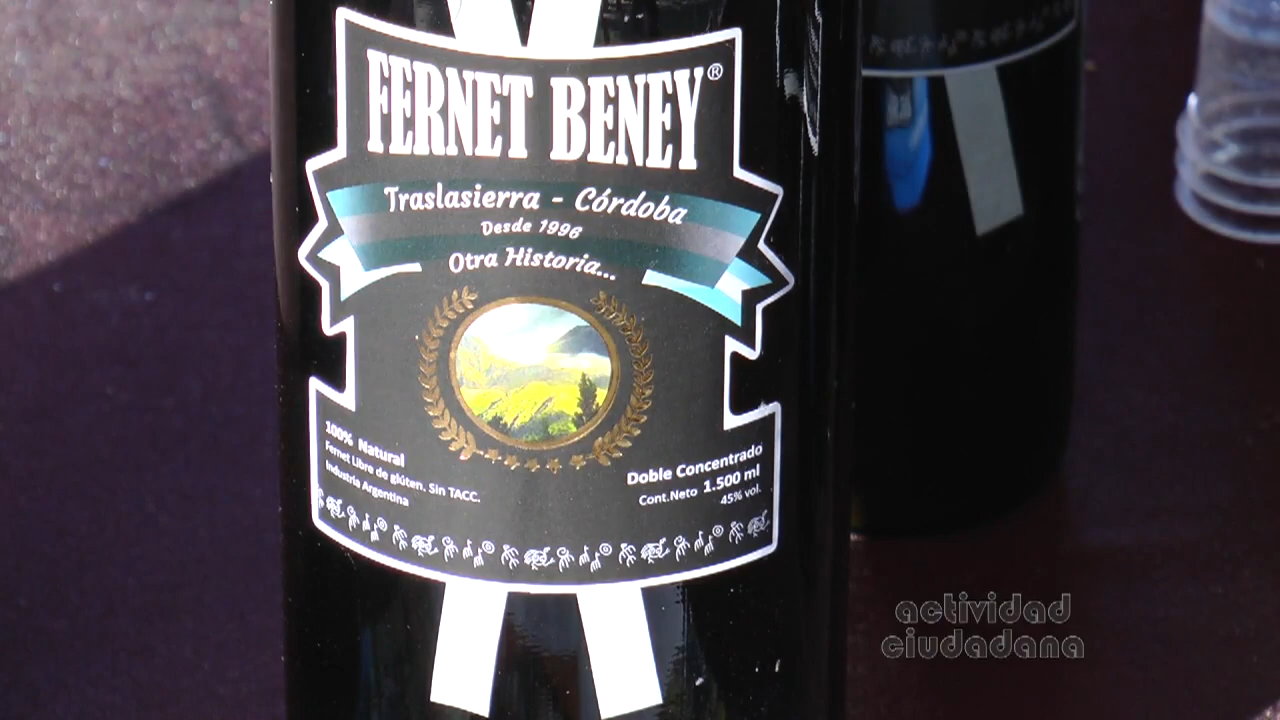 FERNET BENEY®
Traslasierra - Córdoba
Desde 1996
Otra Historia...
100% Natural
Fernet Libre de glúten. Sin TACC.
Industria Argentina
Doble Concentrado
Cont.Neto 1.500 ml
45% vol.
actividad
ciudadana